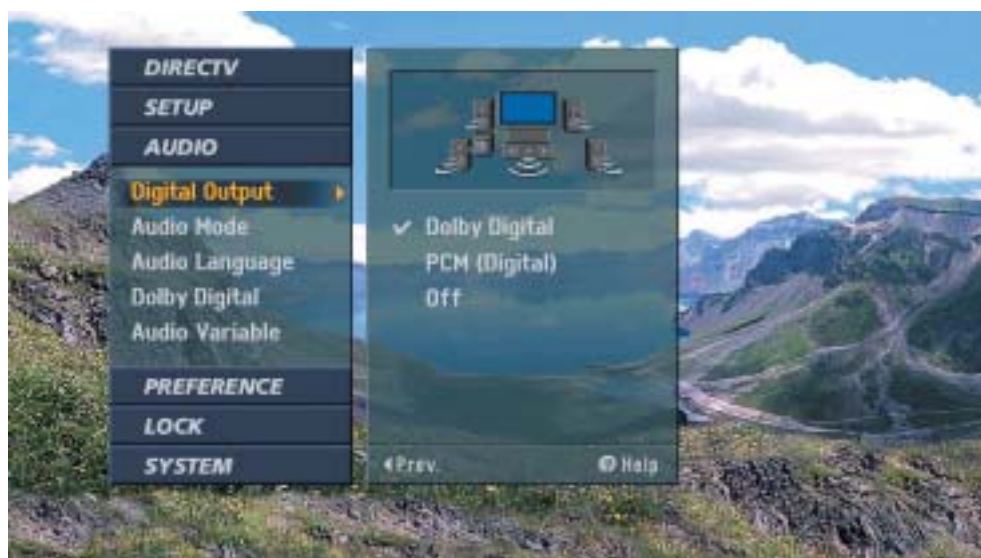 DIRECTV
SETUP
AUDIO
Digital Output
Audio Mode
Audio Language
Dolby Digital
Audio Variable
PREFERENCE
LOCK
SYSTEM
Dolby Digital
PCM (Digital)
Off
Prev.
Help